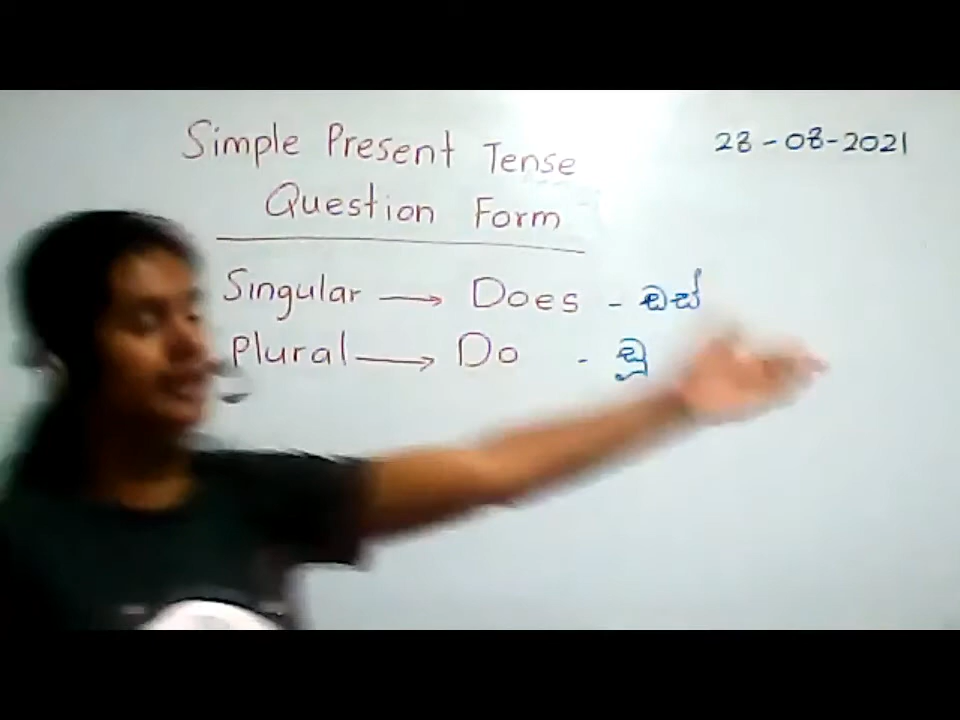 Simple Present Tense
28-08-2021
Question Form
Singular → Does - ඩස්
Plural → Do - ඩූ